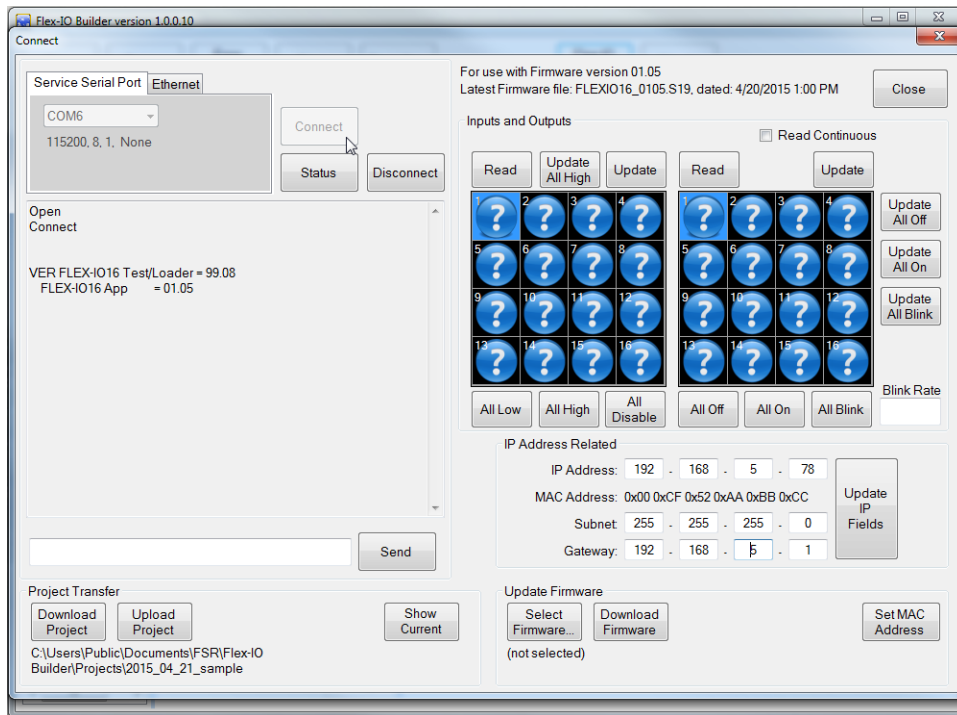 Flex-IO Builder version 1.0.0.10
Connect
Service Serial Port Ethernet
COM6
115200, 8, 1, None
Connect
Status Disconnect
Open
Connect
VER FLEX-IO16 Test/Loader = 99.08
FLEX-IO16 App = 01.05
Send
For use with Firmware version 01.05
Latest Firmware file: FLEXIO16_0105.S19, dated: 4/20/2015 1:00 PM
Close
Inputs and Outputs
Read Continuous
Read Update All High Update Read Update
1 2 3 4 1 2 3 4
? ? ? ? ? ? ? ?
5 6 7 8 5 6 7 8
? ? ? ? ? ? ? ?
9 10 11 12 9 10 11 12
? ? ? ? ? ? ? ?
13 14 15 16 13 14 15 16
? ? ? ? ? ? ? ?
Update
All Off
Update
All On
Update
All Blink
Blink Rate
All Low All High All Disable All Off All On All Blink
IP Address Related
IP Address: 192 . 168 . 5 . 78
MAC Address: 0x00 0xCF 0x52 0xAA 0xBB 0xCC
Subnet: 255 . 255 . 255 . 0
Gateway: 192 . 168 . 5 . 1
Update
IP
Fields
Project Transfer
Download Project Upload Project Show Current
C:\Users\Public\Documents\FSR\Flex-IO
Builder\Projects\2015_04_21_sample
Update Firmware
Select Firmware... Download Firmware Set MAC Address
(not selected)